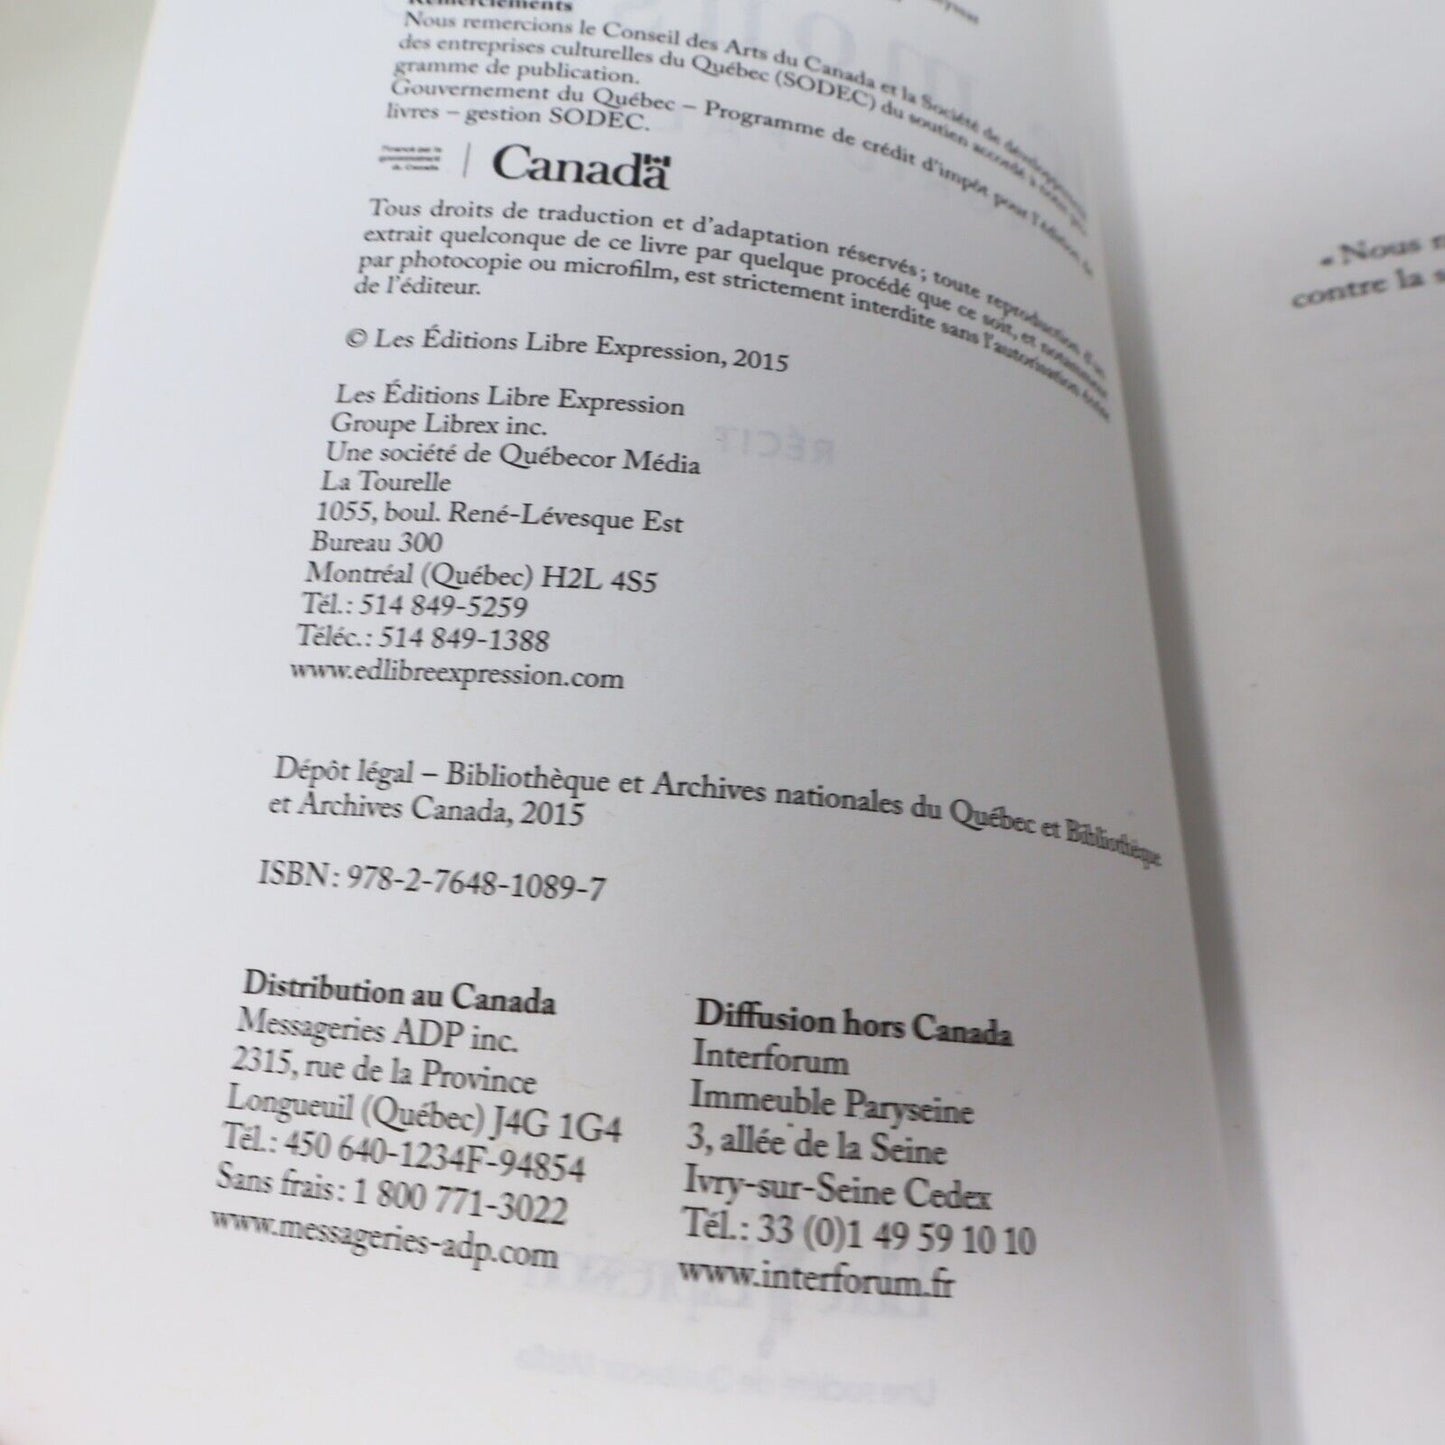 Remerciements
Nous remercions le Conseil des Arts du Canada et la Société de développement
des entreprises culturelles du Québec (SODEC) du soutien accordé à notre pro-
gramme de publication.
Gouvernement du Québec – Programme de crédit d'impôt pour l'édition de
livres – gestion SODEC.
Financé par le
gouvernement
du Canada
Canada
Tous droits de traduction et d'adaptation réservés ; toute reproduction d'un
extrait quelconque de ce livre par quelque procédé que ce soit, et notamment
par photocopie ou microfilm, est strictement interdite sans l'autorisation écrite
de l'éditeur.
© Les Éditions Libre Expression, 2015
Les Éditions Libre Expression
Groupe Librex inc.
Une société de Québecor Média
La Tourelle
1055, boul. René-Lévesque Est
Bureau 300
Montréal (Québec) H2L 4S5
Tél. : 514 849-5259
Téléc. : 514 849-1388
www.edlibreexpression.com
Dépôt légal – Bibliothèque et Archives nationales du Québec et Bibliothèque
et Archives Canada, 2015
ISBN : 978-2-7648-1089-7
Distribution au Canada
Messageries ADP inc.
2315, rue de la Province
Longueuil (Québec) J4G 1G4
Tél. : 450 640-1234F-94854
Sans frais : 1 800 771-3022
www.messageries-adp.com
Diffusion hors Canada
Interforum
Immeuble Paryseine
3, allée de la Seine
Ivry-sur-Seine Cedex
Tél. : 33 (0)1 49 59 10 10
www.interforum.fr
« Nous
contre la